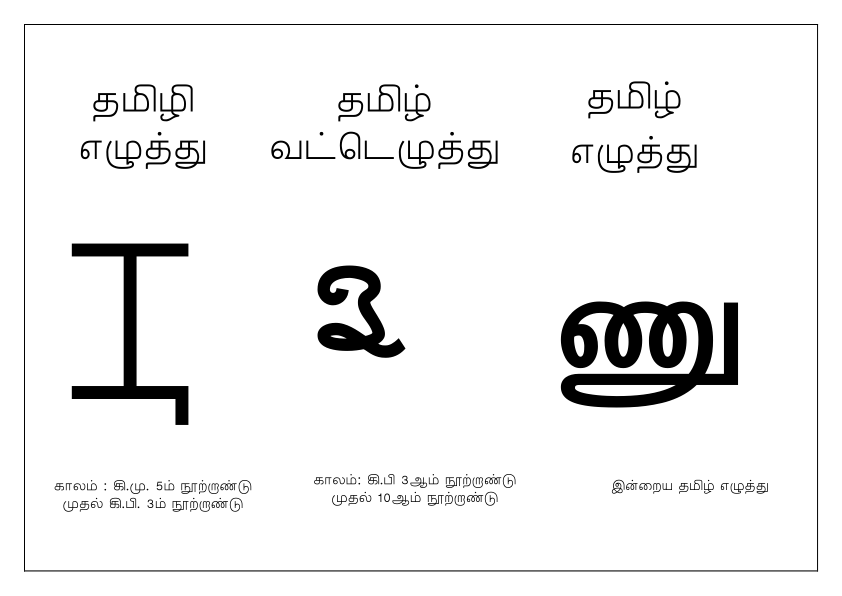 தமிழி
எழுத்து
தமிழ்
வட்டெழுத்து
தமிழ்
எழுத்து
𑀡𑀼
ணு
காலம் : கி.மு. 5ம் நூற்றாண்டு
முதல் கி.பி. 3ம் நூற்றாண்டு
காலம்: கி.பி 3ஆம் நூற்றாண்டு
முதல் 10ஆம் நூற்றாண்டு
இன்றைய தமிழ் எழுத்து